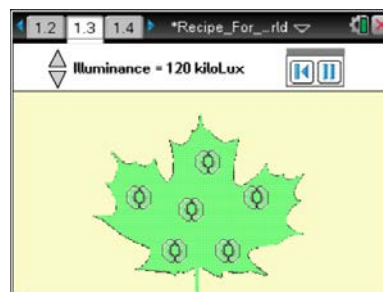 1.2 1.3 1.4 *Recipe_For_...rld
Illuminance = 120 kiloLux